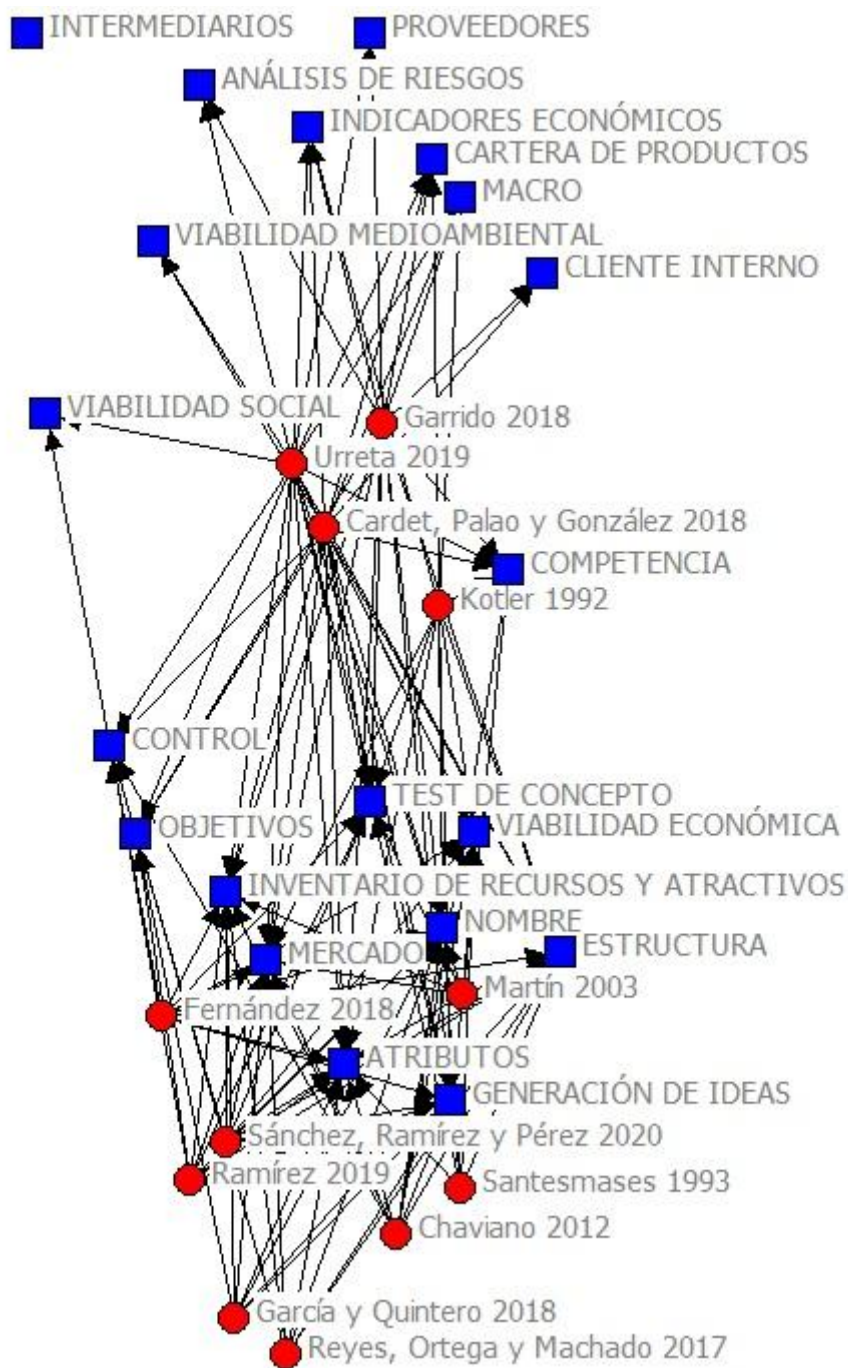 INTERMEDIARIOS
PROVEEDORES
ANÁLISIS DE RIESGOS
INDICADORES ECONÓMICOS
CARTERA DE PRODUCTOS
MACRO
VIABILIDAD MEDIOAMBIENTAL
CLIENTE INTERNO
VIABILIDAD SOCIAL
Garrido 2018
Urreta 2019
Cardet, Palao y González 2018
COMPETENCIA
Kotler 1992
CONTROL
TEST DE CONCEPTO
OBJETIVOS
VIABILIDAD ECONÓMICA
INVENTARIO DE RECURSOS Y ATRACTIVOS
NOMBRE
MERCADO
ESTRUCTURA
Martín 2003
Fernández 2018
ATRIBUTOS
GENERACIÓN DE IDEAS
Sánchez, Ramírez y Pérez 2020
Ramírez 2019
Santesmases 1993
Chaviano 2012
García y Quintero 2018
Reyes, Ortega y Machado 2017